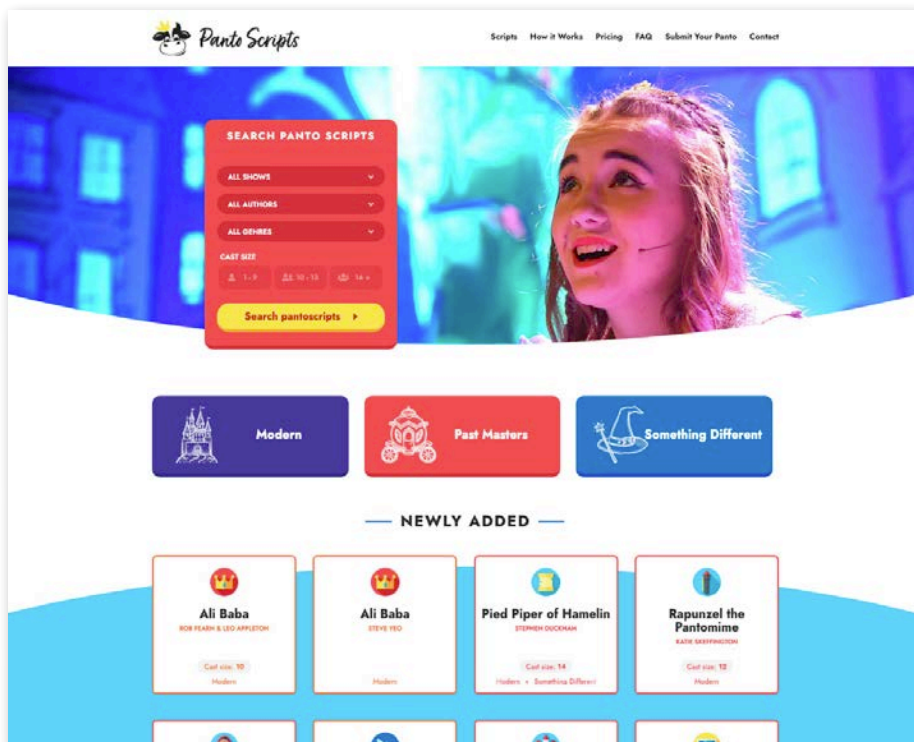 Panto Scripts
Scripts How it Works Pricing FAQ Submit Your Panto Contact
SEARCH PANTO SCRIPTS
ALL SHOWS
ALL AUTHORS
ALL GENRES
CAST SIZE
1 - 9 10 - 15 16 +
Search pantoscripts
Modern
Past Masters
Something Different
NEWLY ADDED
Ali Baba
ROB FEARN & LEO APPLETON
Cast size: 10
Modern
Ali Baba
STEVE YEO
Modern
Pied Piper of Hamelin
STEPHEN DUCKHAM
Cast size: 14
Modern • Something Different
Rapunzel the
Pantomime
KATIE SKEFFINGTON
Cast size: 12
Modern